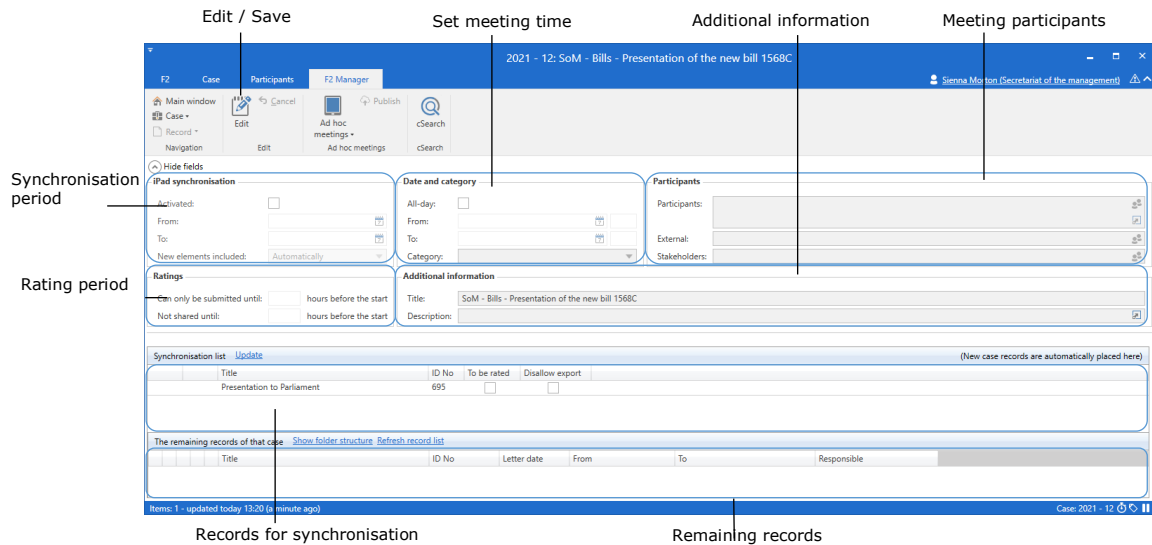 Edit / Save
Set meeting time
Additional information
Meeting participants
2021 - 12: SoM - Bills - Presentation of the new bill 1568C
F2 Case Participants F2 Manager
Sienna Morton (Secretariat of the management)
Main window
Case
Record
Navigation
Edit
Cancel
Edit
Ad hoc
meetings
Publish
Ad hoc meetings
cSearch
cSearch
Hide fields
Synchronisation
period
iPad synchronisation
Activated:
From:
To:
New elements included: Automatically
Date and category
All-day:
From:
To:
Category:
Participants
Participants:
External:
Stakeholders:
Rating period
Ratings
Can only be submitted until: hours before the start
Not shared until: hours before the start
Additional information
Title: SoM - Bills - Presentation of the new bill 1568C
Description:
Synchronisation list Update (New case records are automatically placed here)
Title ID No To be rated Disallow export
Presentation to Parliament 695
The remaining records of that case Show folder structure Refresh record list
Title ID No Letter date From To Responsible
Items: 1 - updated today 13:20 (a minute ago) Case: 2021 - 12
Records for synchronisation
Remaining records